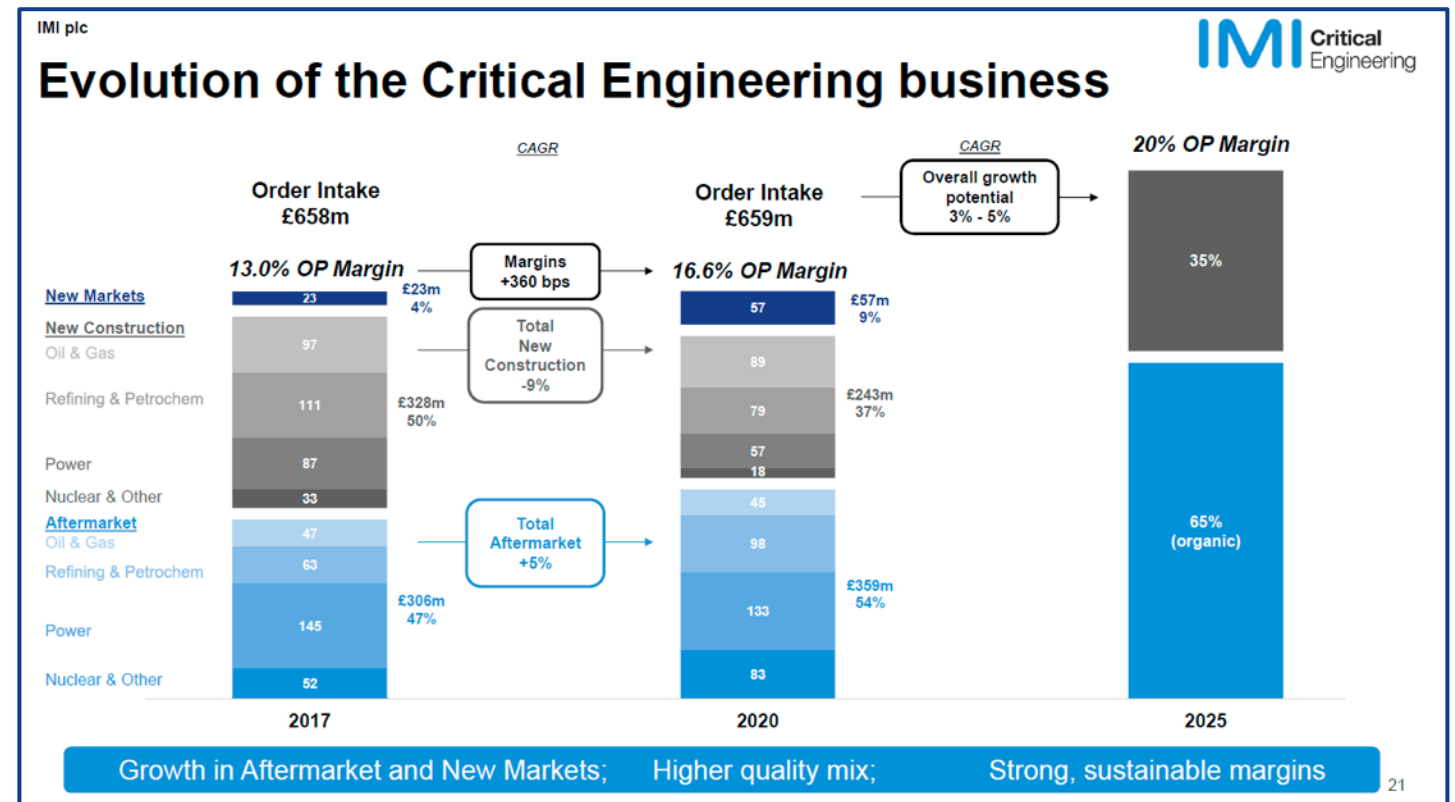 IMI plc
IMI Critical
Engineering
Evolution of the Critical Engineering business
CAGR
CAGR
20% OP Margin
Order Intake
£658m
Order Intake
£659m
Overall growth
potential
3% - 5%
13.0% OP Margin
Margins
+360 bps
16.6% OP Margin
New Markets
23
£23m
4%
57
£57m
9%
35%
New Construction
Oil & Gas
97
Total
New
Construction
-9%
89
Refining & Petrochem
111
£328m
50%
79
£243m
37%
Power
87
57
Nuclear & Other
33
18
Aftermarket
Oil & Gas
47
Total
Aftermarket
+5%
45
65%
(organic)
Refining & Petrochem
63
98
£306m
47%
£359m
54%
Power
145
133
Nuclear & Other
52
83
2017
2020
2025
Growth in Aftermarket and New Markets; Higher quality mix; Strong, sustainable margins
21